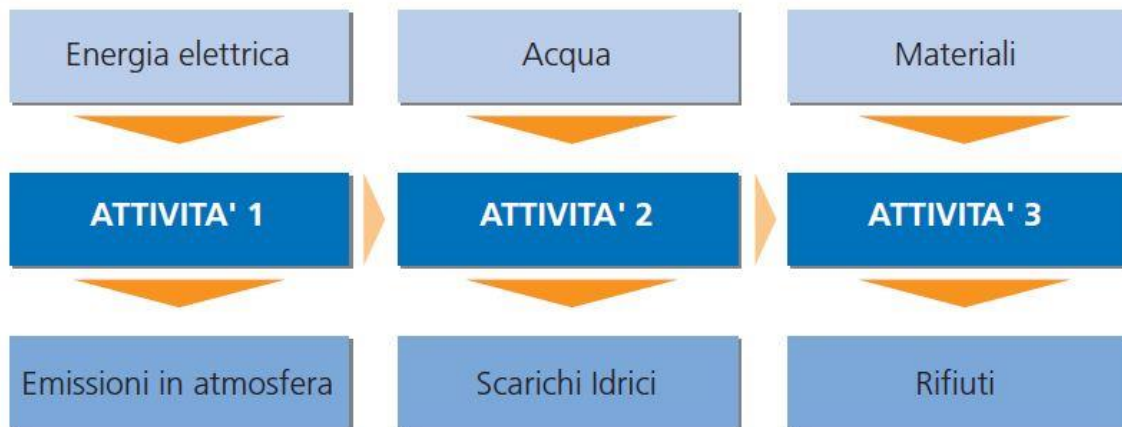 Energia elettrica
Acqua
Materiali
ATTIVITA' 1
ATTIVITA' 2
ATTIVITA' 3
Emissioni in atmosfera
Scarichi Idrici
Rifiuti